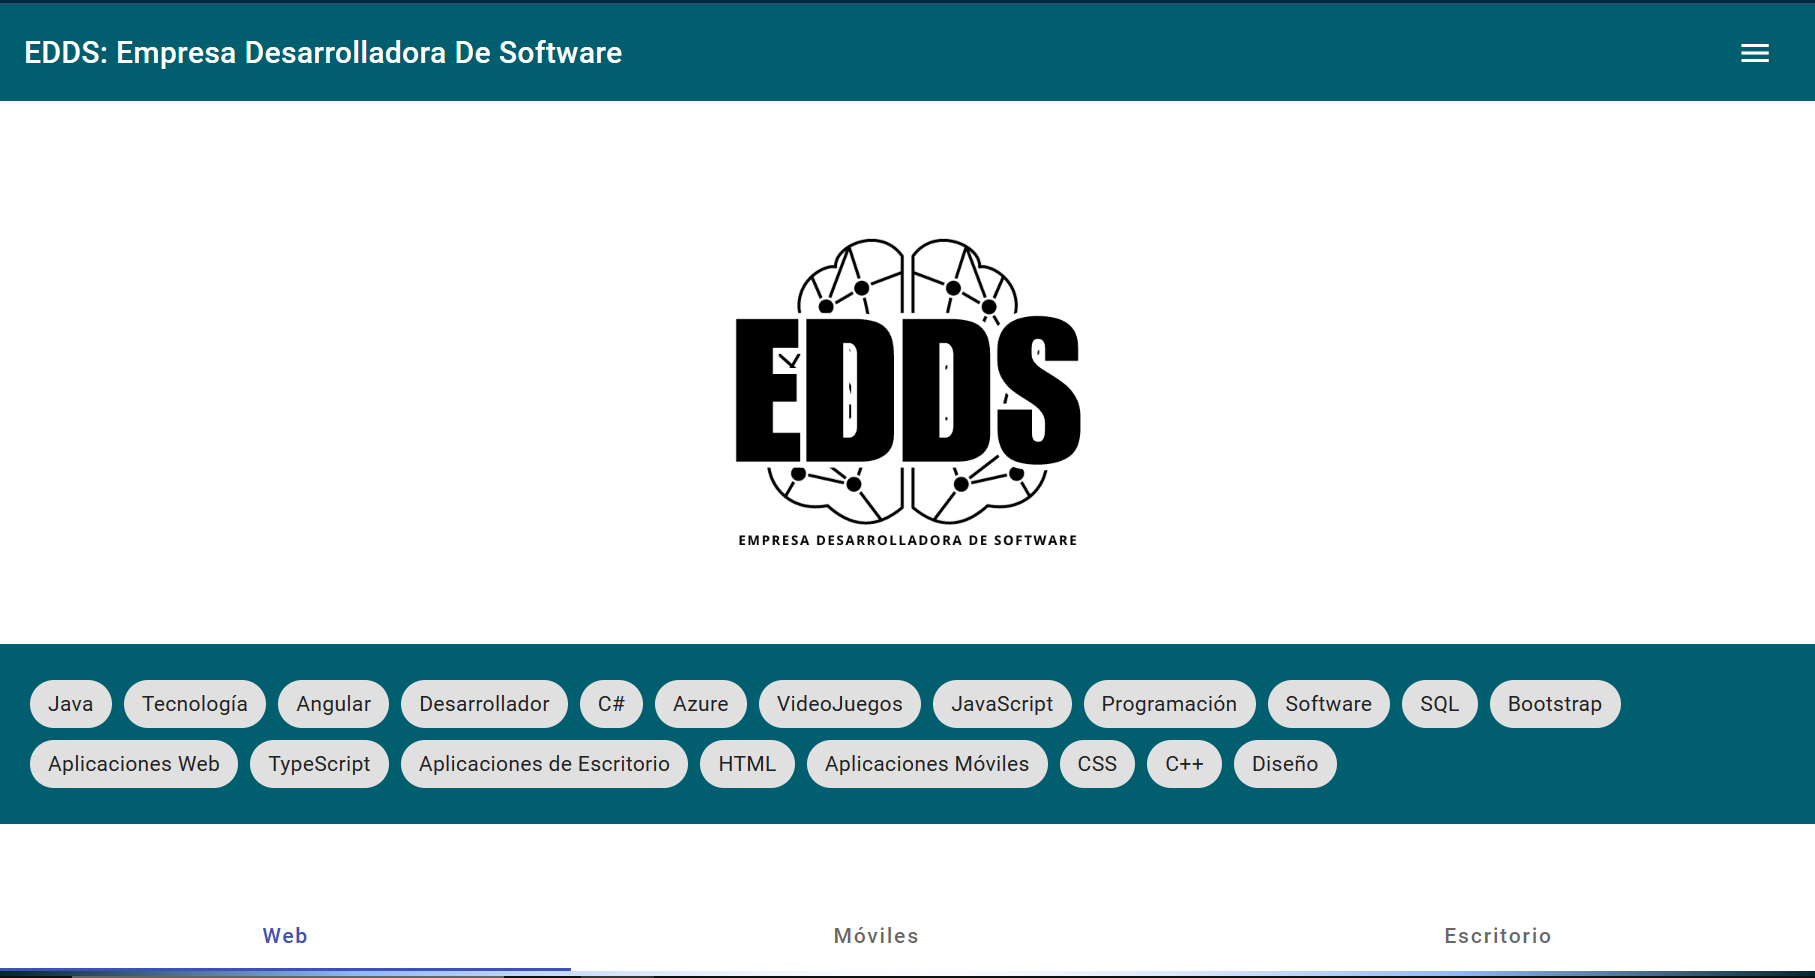 EDDS: Empresa Desarrolladora De Software
EDDS
EMPRESA DESARROLLADORA DE SOFTWARE
Java Tecnología Angular Desarrollador C# Azure VideoJuegos JavaScript Programación Software SQL Bootstrap
Aplicaciones Web TypeScript Aplicaciones de Escritorio HTML Aplicaciones Móviles CSS C++ Diseño
Web Móviles Escritorio